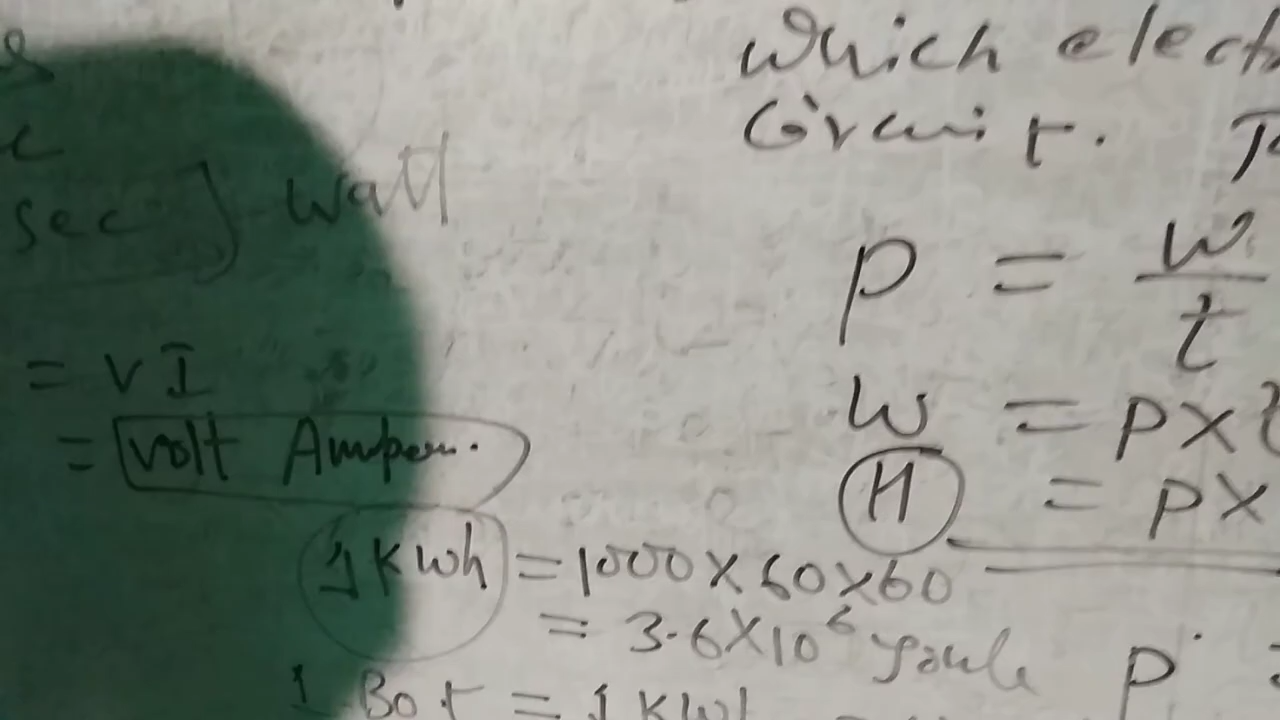 sec } watt
= VI
= volt Ampere.
1 KWh = 1000 X 60 X 60
= 3.6 X 10⁶ Joule
1 Bot = 1 KW
which elect
Circuit.
P = W/t
W = P X t
H = P X
P =